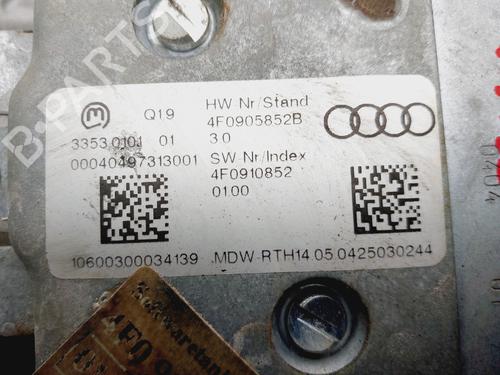 B-PARTS
M Q19 HW Nr/Stand
4F0905852B
3353.0101 01 3.0
00040497313001 SW Nr/Index
4F0910852
0100
10600300034139 MDW-RTH14.05.0425030244
4F0